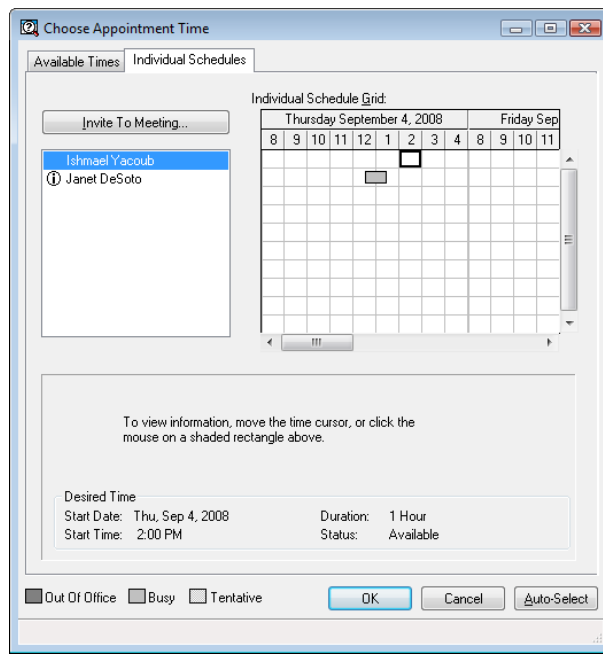 Choose Appointment Time
Available Times Individual Schedules
Individual Schedule Grid:
Invite To Meeting...
Thursday September 4, 2008 Friday Sep
8 9 10 11 12 1 2 3 4 8 9 10 11
Ishmael Yacoub
Janet DeSoto
To view information, move the time cursor, or click the
mouse on a shaded rectangle above.
Desired Time
Start Date: Thu, Sep 4, 2008 Duration: 1 Hour
Start Time: 2:00 PM Status: Available
Out Of Office Busy Tentative OK Cancel Auto-Select